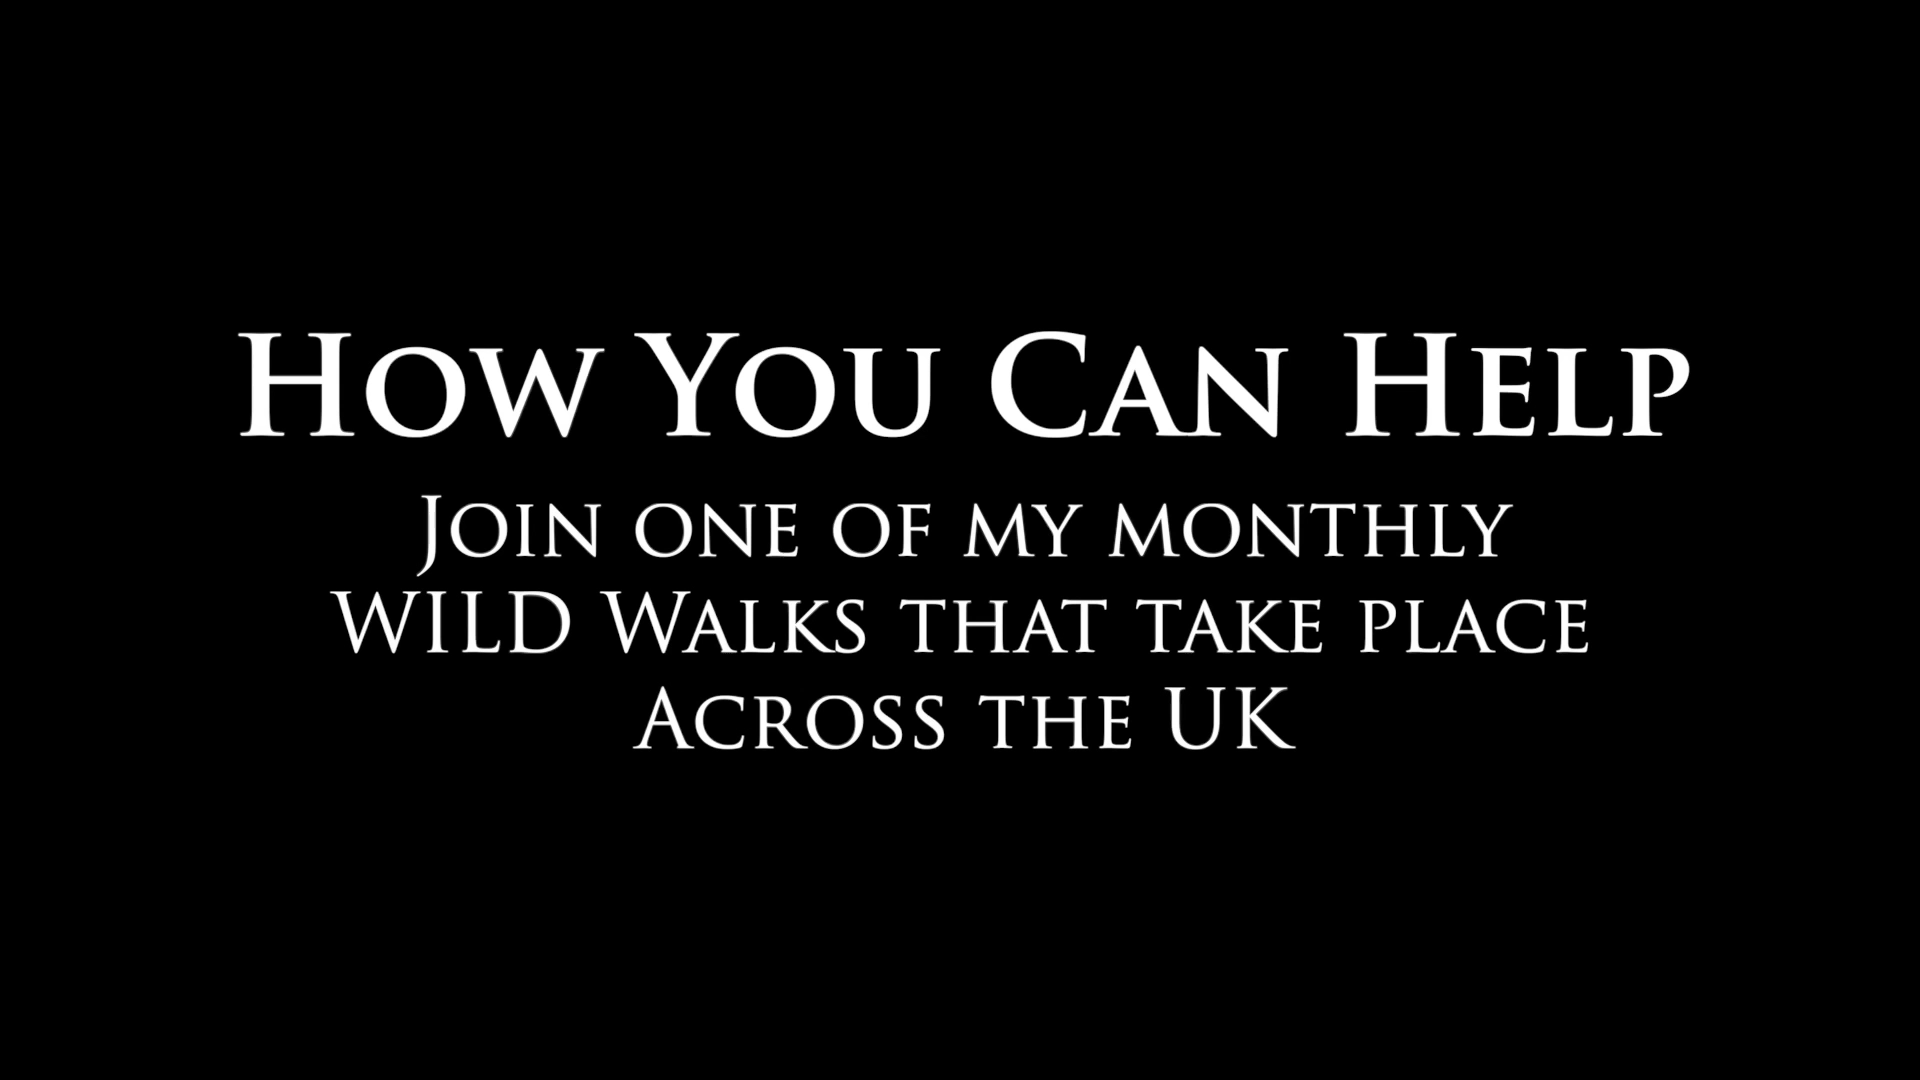 How You Can Help
Join one of my monthly
WILD Walks that take place
Across the UK